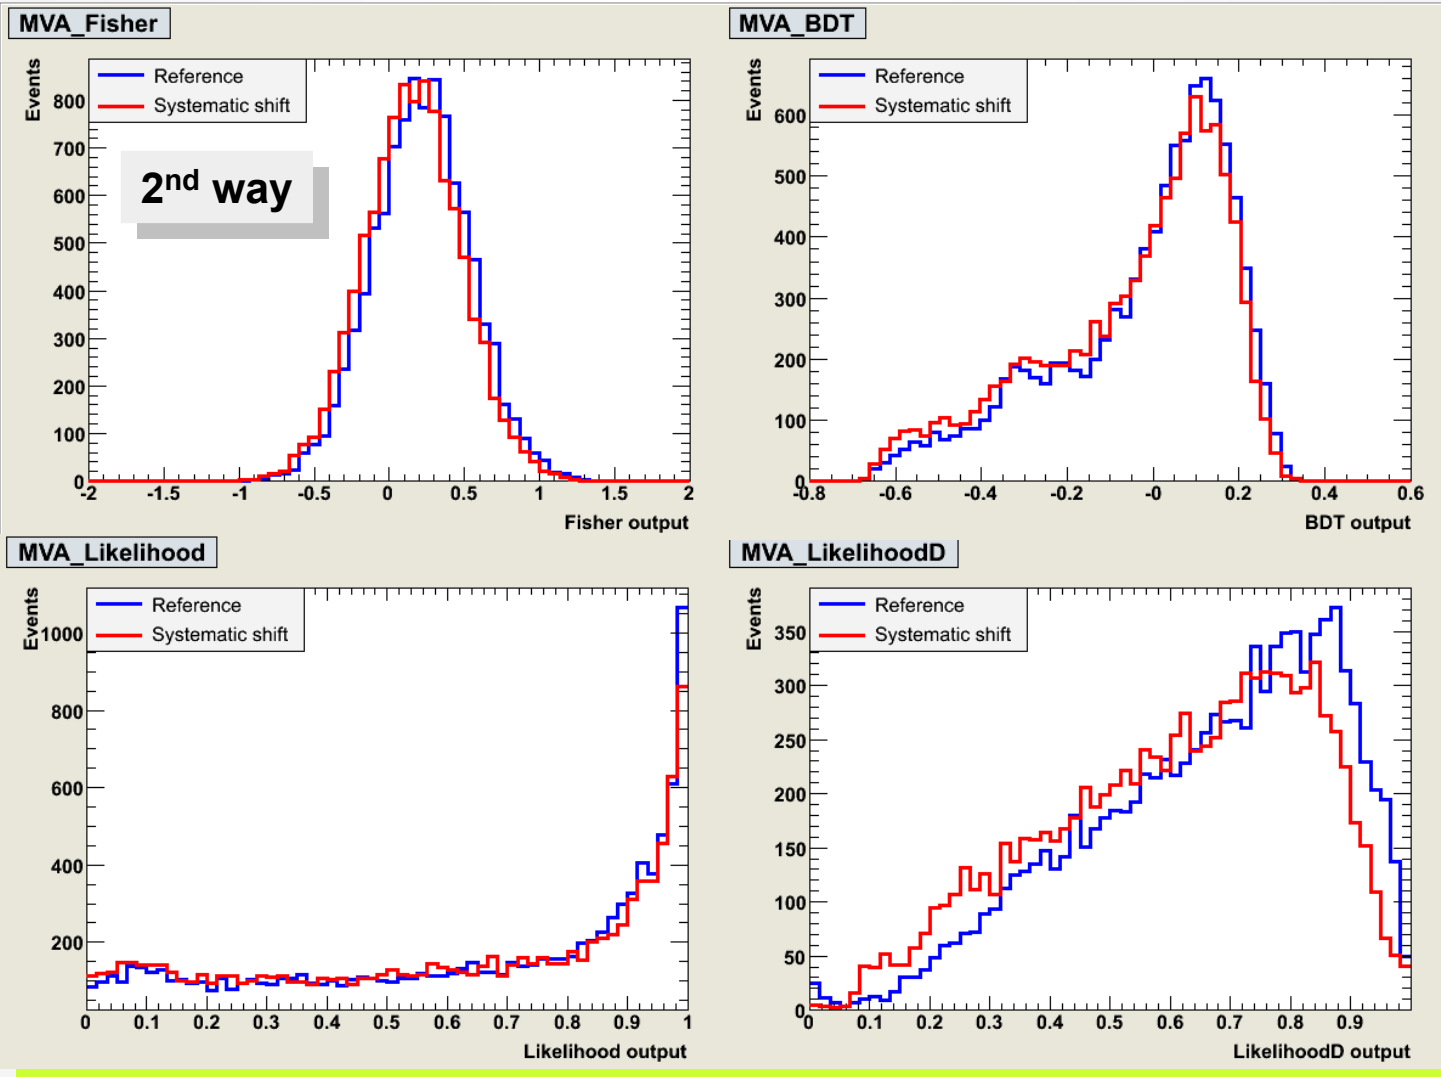 MVA_Fisher
Events
Reference
Systematic shift
2nd way
800
700
600
500
400
300
200
100
0
-2 -1.5 -1 -0.5 0 0.5 1 1.5 2
Fisher output
MVA_BDT
Events
Reference
Systematic shift
600
500
400
300
200
100
0
-0.8 -0.6 -0.4 -0.2 -0 0.2 0.4 0.6
BDT output
MVA_Likelihood
Events
Reference
Systematic shift
1000
800
600
400
200
0 0.1 0.2 0.3 0.4 0.5 0.6 0.7 0.8 0.9 1
Likelihood output
MVA_LikelihoodD
Events
Reference
Systematic shift
350
300
250
200
150
100
50
0
0 0.1 0.2 0.3 0.4 0.5 0.6 0.7 0.8 0.9
LikelihoodD output